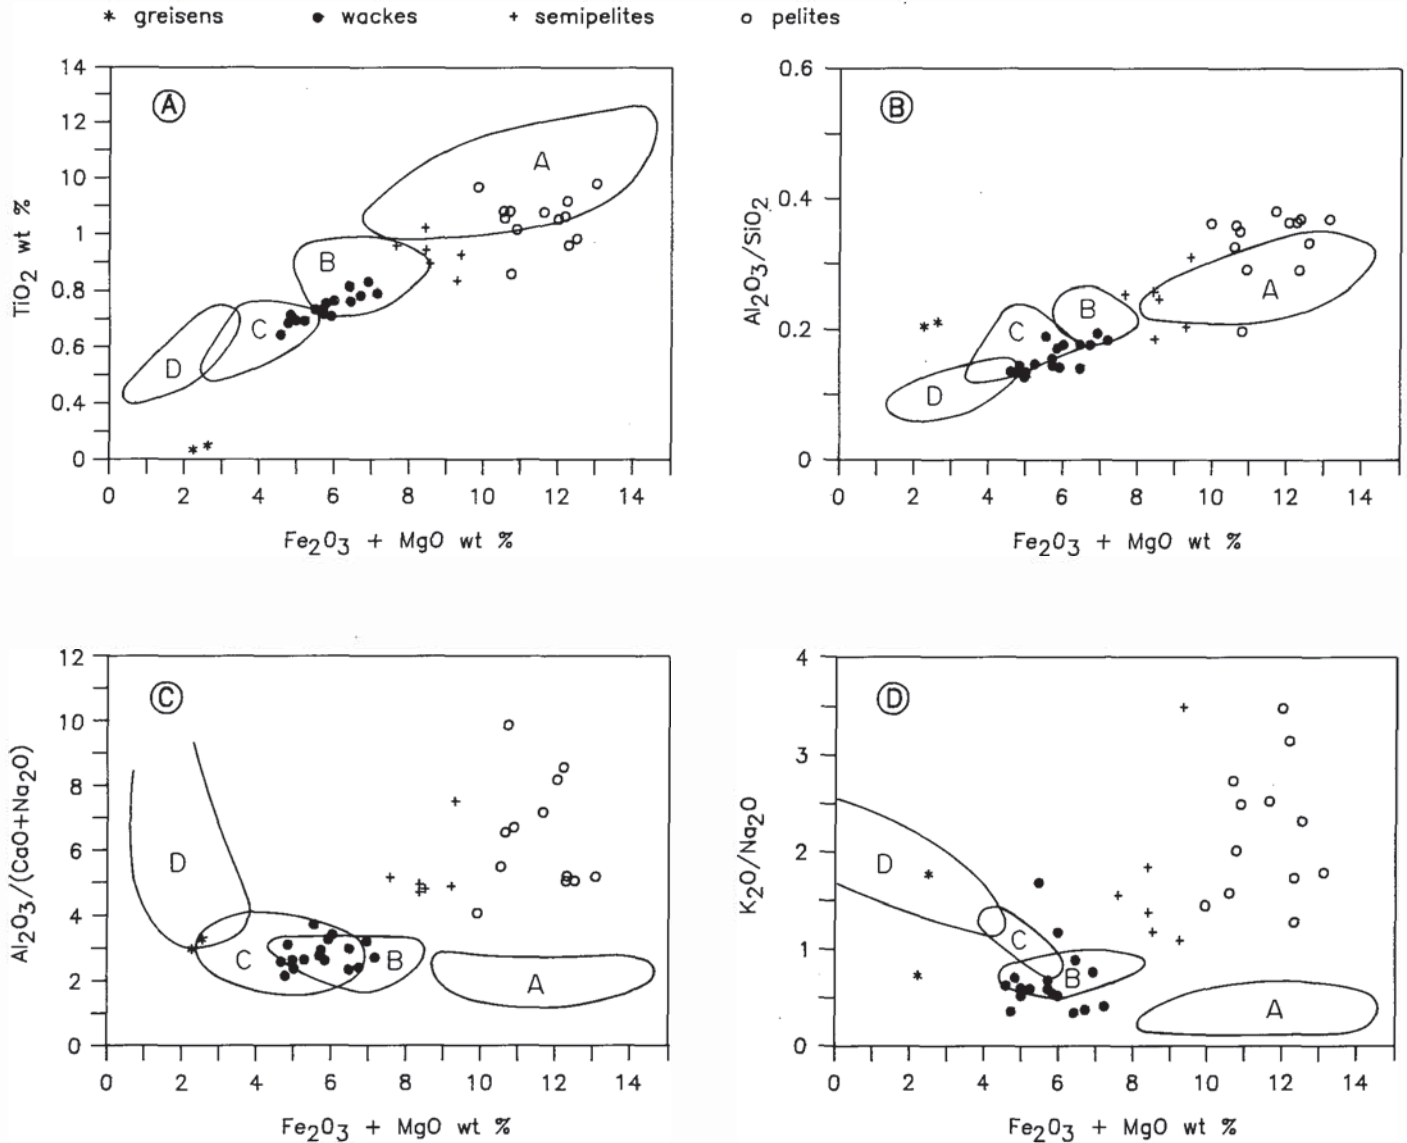 * greisens ● wackes + semipelites o pelites
A
TiO2 wt %
14
12
10
1
0.8
0.6
0.4
0
A
B
C
D
0 2 4 6 8 10 12 14
Fe2O3 + MgO wt %
B
Al2O3/SiO2
0.6
0.4
0.2
0
A
B
C
D
0 2 4 6 8 10 12 14
Fe2O3 + MgO wt %
C
Al2O3/(CaO+Na2O)
12
10
8
6
4
2
0
D
C
B
A
0 2 4 6 8 10 12 14
Fe2O3 + MgO wt %
D
K2O/Na2O
4
3
2
1
0
D
C
B
A
0 2 4 6 8 10 12 14
Fe2O3 + MgO wt %